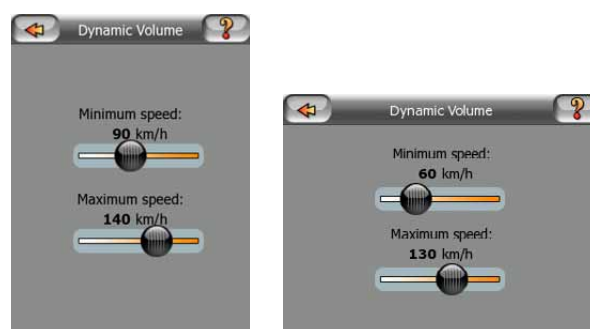 Dynamic Volume
Minimum speed:
90 km/h
Maximum speed:
140 km/h
Dynamic Volume
Minimum speed:
60 km/h
Maximum speed:
130 km/h